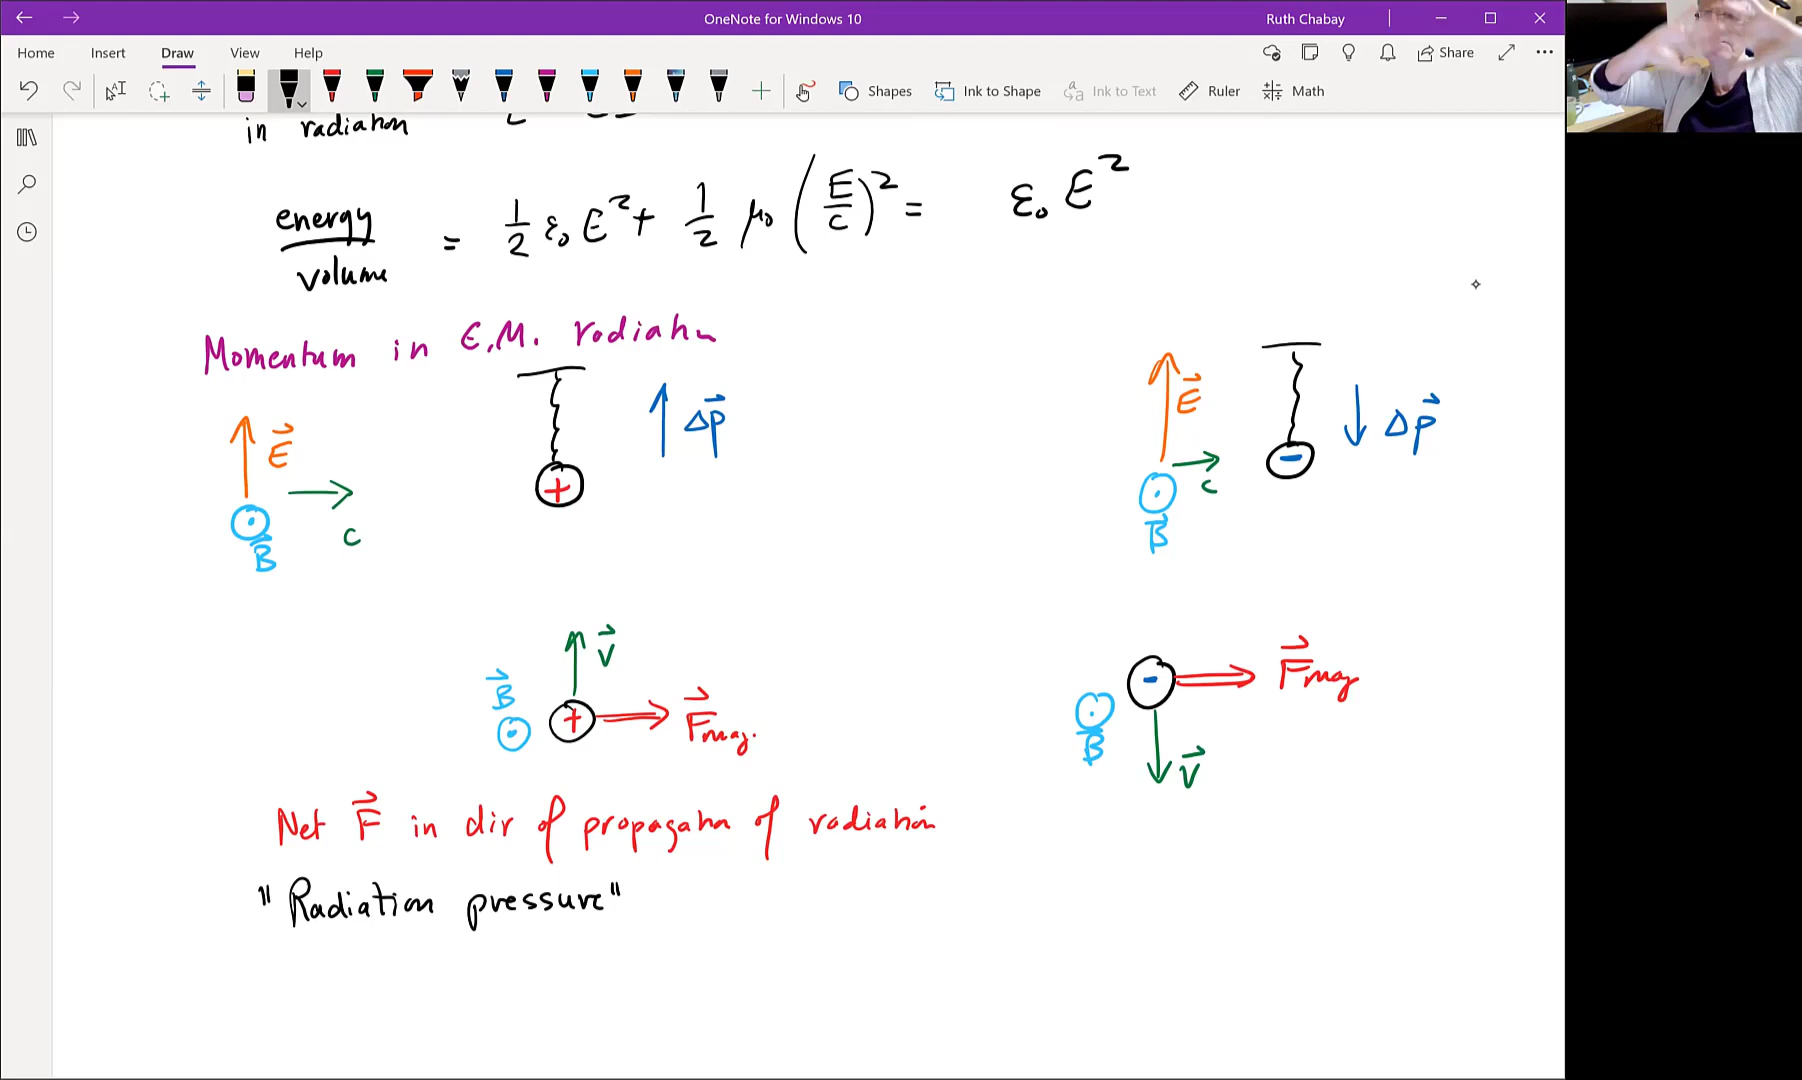 OneNote for Windows 10
Ruth Chabay
Home Insert Draw View Help
Share
Shapes Ink to Shape Ink to Text Ruler Math
in radiation
energy/volume = 1/2 ε₀ E² + 1/2 μ₀ (E/c)² = ε₀ E²
Momentum in E.M. radiation
E⃗
B⃗
c
+
Δp⃗
E⃗
B⃗
c
-
Δp⃗
v⃗
B⃗
+
F⃗mag.
-
F⃗mag
B⃗
v⃗
Net F⃗ in dir of propagation of radiation
"Radiation pressure"